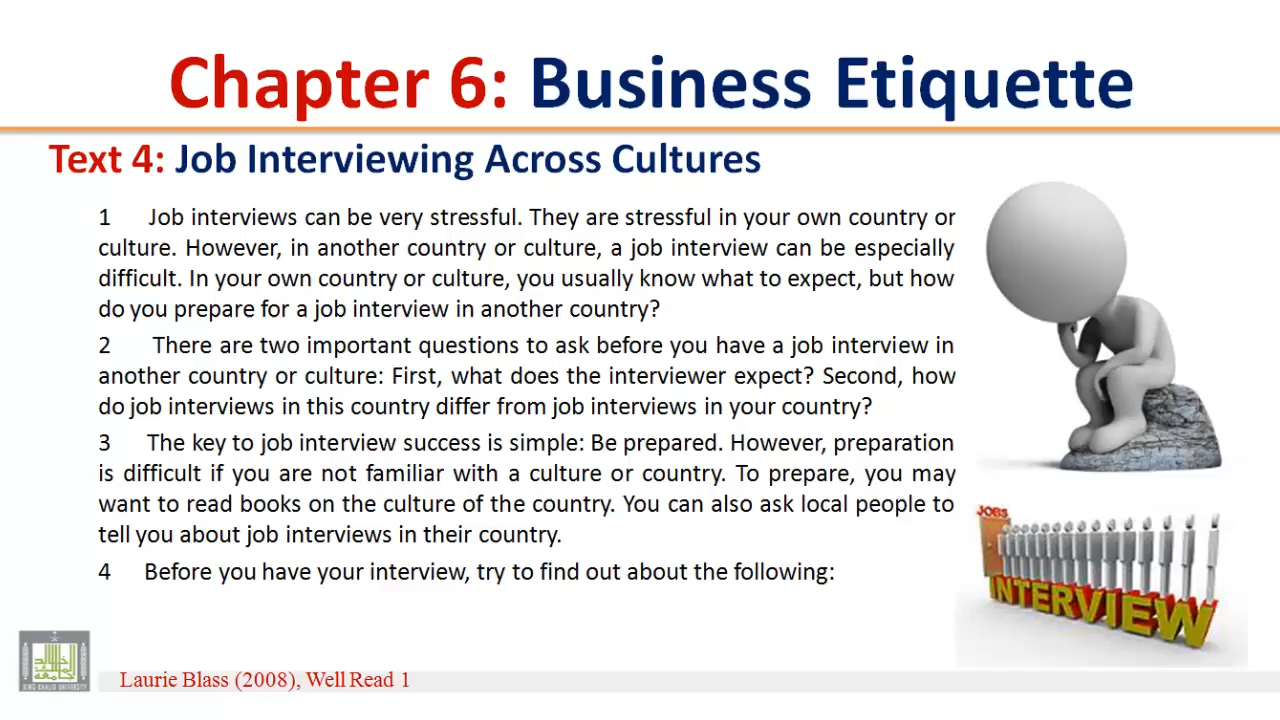 Chapter 6: Business Etiquette
Text 4: Job Interviewing Across Cultures
1 Job interviews can be very stressful. They are stressful in your own country or
culture. However, in another country or culture, a job interview can be especially
difficult. In your own country or culture, you usually know what to expect, but how
do you prepare for a job interview in another country?
2 There are two important questions to ask before you have a job interview in
another country or culture: First, what does the interviewer expect? Second, how
do job interviews in this country differ from job interviews in your country?
3 The key to job interview success is simple: Be prepared. However, preparation
is difficult if you are not familiar with a culture or country. To prepare, you may
want to read books on the culture of the country. You can also ask local people to
tell you about job interviews in their country.
4 Before you have your interview, try to find out about the following:
JOBS
INTERVIEW
KING KHALID UNIVERSITY
Laurie Blass (2008), Well Read 1